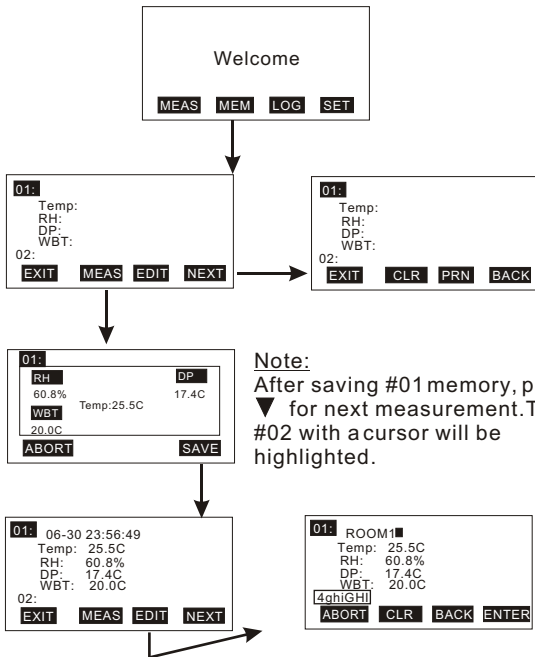 Welcome
MEAS MEM LOG SET
01:
Temp:
RH:
DP:
WBT:
02:
EXIT MEAS EDIT NEXT
01:
Temp:
RH:
DP:
WBT:
02:
EXIT CLR PRN BACK
01:
RH DP
60.8% Temp:25.5C 17.4C
WBT
20.0C
ABORT SAVE
Note:
After saving #01 memory, p
▼ for next measurement.T
#02 with a cursor will be
highlighted.
01: 06-30 23:56:49
Temp: 25.5C
RH: 60.8%
DP: 17.4C
WBT: 20.0C
02:
EXIT MEAS EDIT NEXT
01: ROOM1
Temp: 25.5C
RH: 60.8%
DP: 17.4C
WBT: 20.0C
4ghiGHI
ABORT CLR BACK ENTER